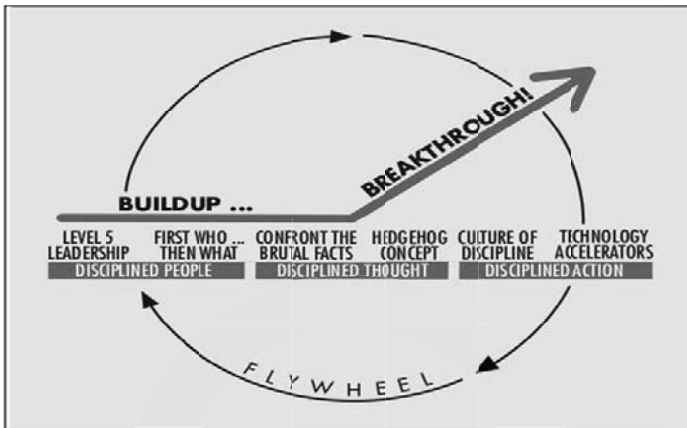 BREAKTHROUGH!
BUILDUP ...
LEVEL 5
LEADERSHIP
FIRST WHO ...
THEN WHAT
CONFRONT THE
BRUTAL FACTS
HEDGEHOG
CONCEPT
CULTURE OF
DISCIPLINE
TECHNOLOGY
ACCELERATORS
DISCIPLINED PEOPLE
DISCIPLINED THOUGHT
DISCIPLINED ACTION
FLYWHEEL